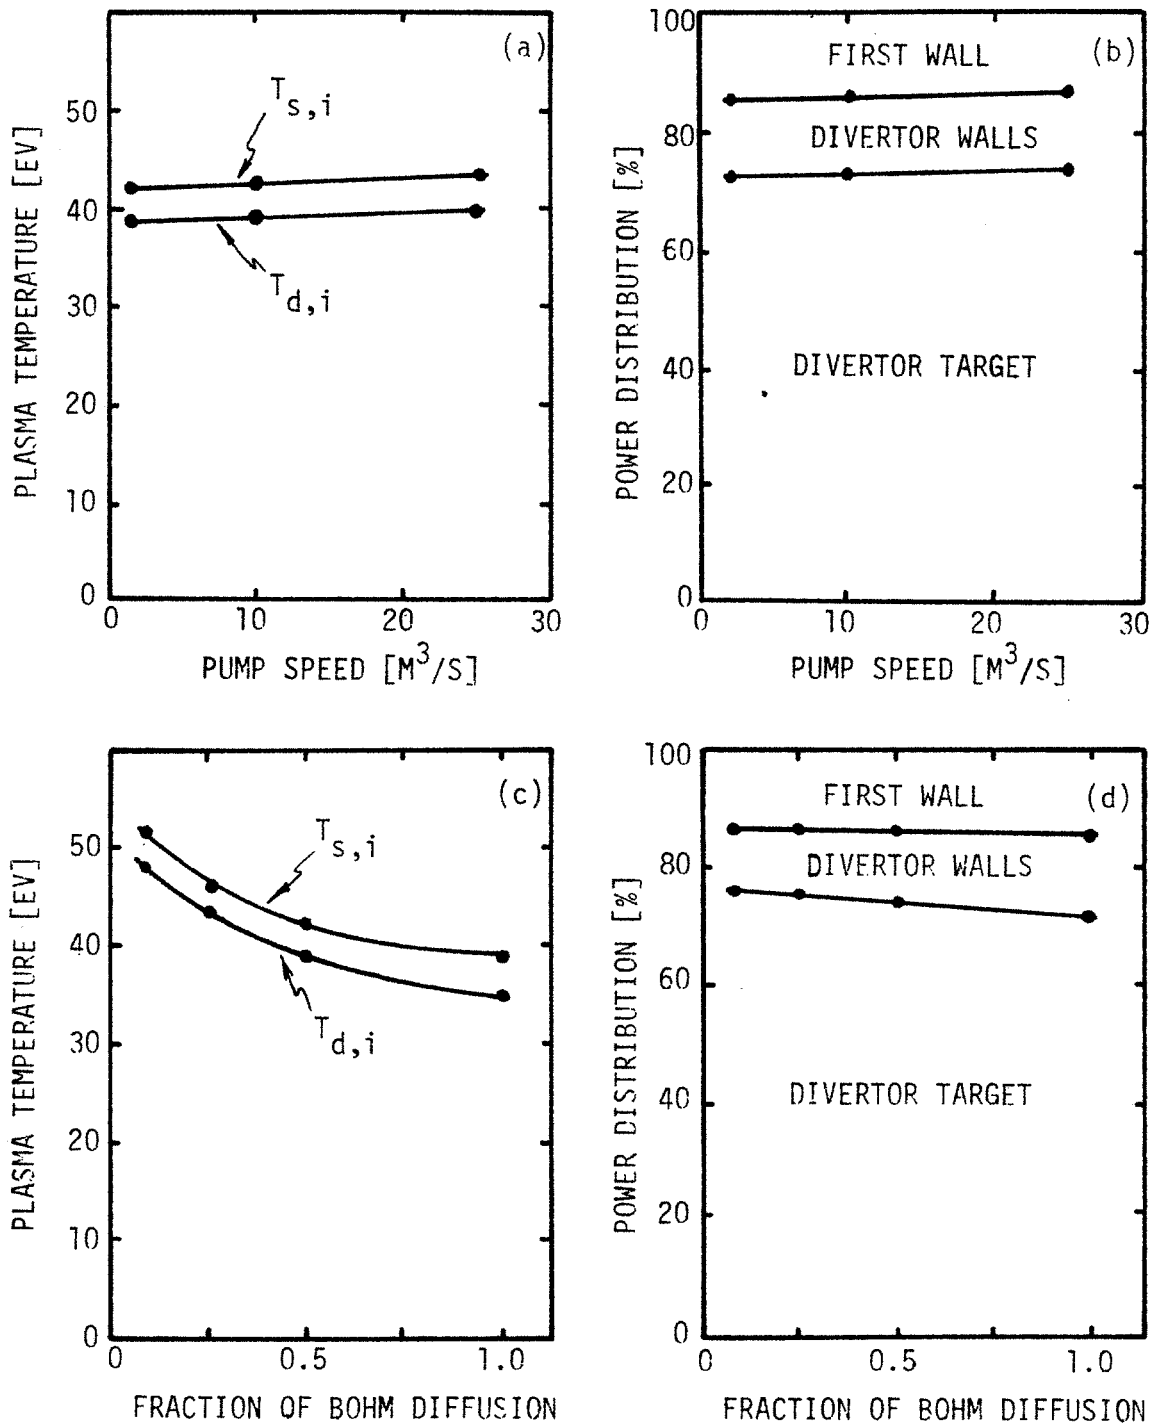 (a)
T s,i
T d,i
PLASMA TEMPERATURE [EV]
50
40
30
20
10
0
0
10
20
30
PUMP SPEED [M³/S]
(b)
FIRST WALL
DIVERTOR WALLS
DIVERTOR TARGET
POWER DISTRIBUTION [%]
100
80
60
40
20
0
0
10
20
30
PUMP SPEED [M³/S]
(c)
T s,i
T d,i
PLASMA TEMPERATURE [EV]
50
40
30
20
10
0
0
0.5
1.0
FRACTION OF BOHM DIFFUSION
(d)
FIRST WALL
DIVERTOR WALLS
DIVERTOR TARGET
POWER DISTRIBUTION [%]
100
80
60
40
20
0
0
0.5
1.0
FRACTION OF BOHM DIFFUSION